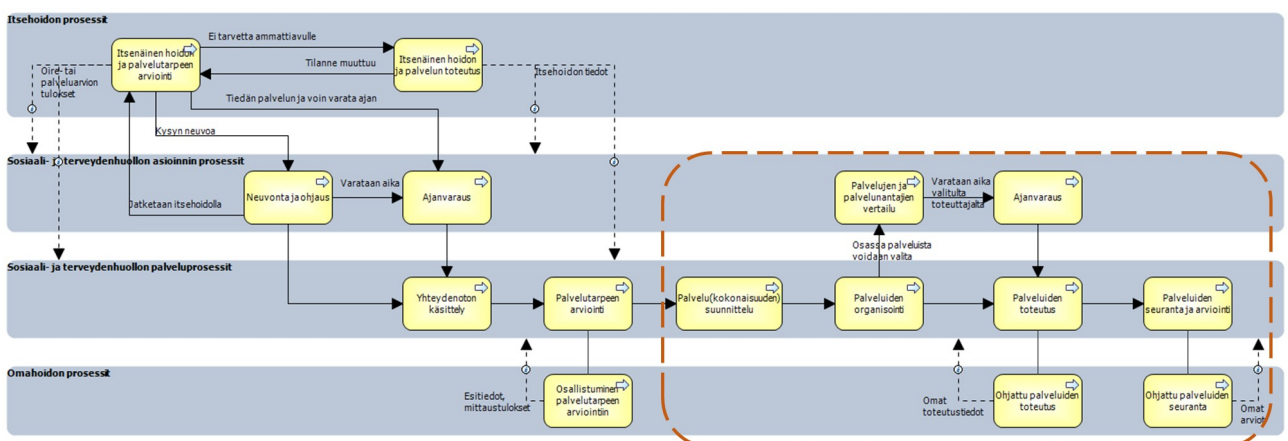 Itsehoidon prosessit
Ei tarvetta ammattiavulle
Itsenäinen hoidon
ja palvelutarpeen
arviointi
Itsenäinen hoidon
ja palvelun toteutus
Tilanne muuttuu
Oire- tai
palveluarvion
tulokset
Itsehoidon tiedot
Tiedän palvelun ja voin varata ajan
Kysyn neuvoa
Sosiaali- ja terveydenhuollon asioinnin prosessit
Neuvonta ja ohjaus
Varataan aika
Ajanvaraus
Jatketaan itsehoidolla
Palvelujen ja
palvelunantajien
vertailu
Varataan aika
valitulta
toteuttajalta
Ajanvaraus
Osassa palveluista
voidaan valita
Sosiaali- ja terveydenhuollon palveluprosessit
Yhteydenoton
käsittely
Palvelutarpeen
arviointi
Palvelu(kokonaisuuden)
suunnittelu
Palveluiden
organisointi
Palveluiden
toteutus
Palveluiden
seuranta ja arviointi
Omahoidon prosessit
Esitiedot,
mittaustulokset
Osallistuminen
palvelutarpeen
arviointiin
Omat
toteutustiedot
Ohjattu palveluiden
toteutus
Ohjattu palveluiden
seuranta
Omat
arviot